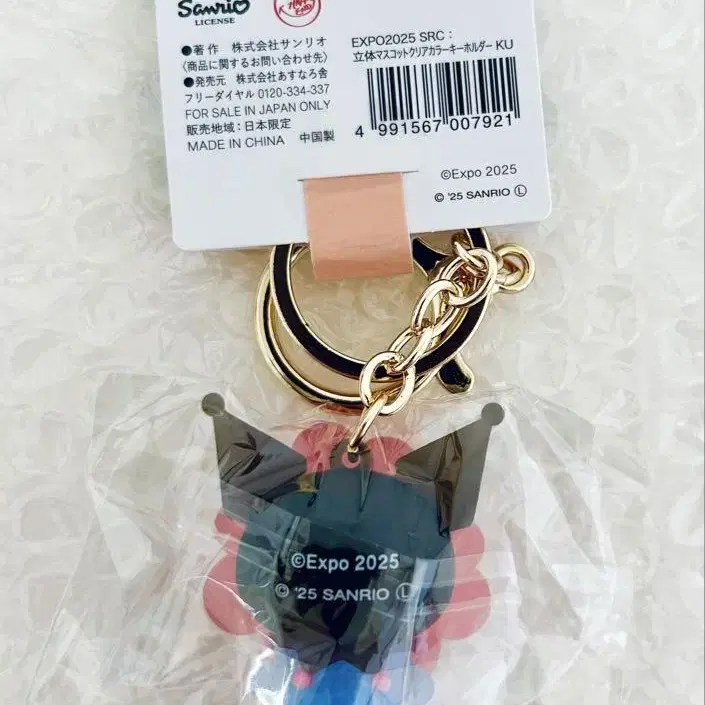 Sanrio
LICENSE
EXPO2025 SRC：
立体マスコットクリアカラーキーホルダー KU
●著作　株式会社サンリオ
〈商品に関するお問い合わせ先〉
●発売元　株式会社あすなろ舎
フリーダイヤル 0120-334-337
FOR SALE IN JAPAN ONLY
販売地域：日本限定
MADE IN CHINA　中国製
4 991567 007921
©Expo 2025
© '25 SANRIO Ⓛ
©Expo 2025
© '25 SANRIO Ⓛ